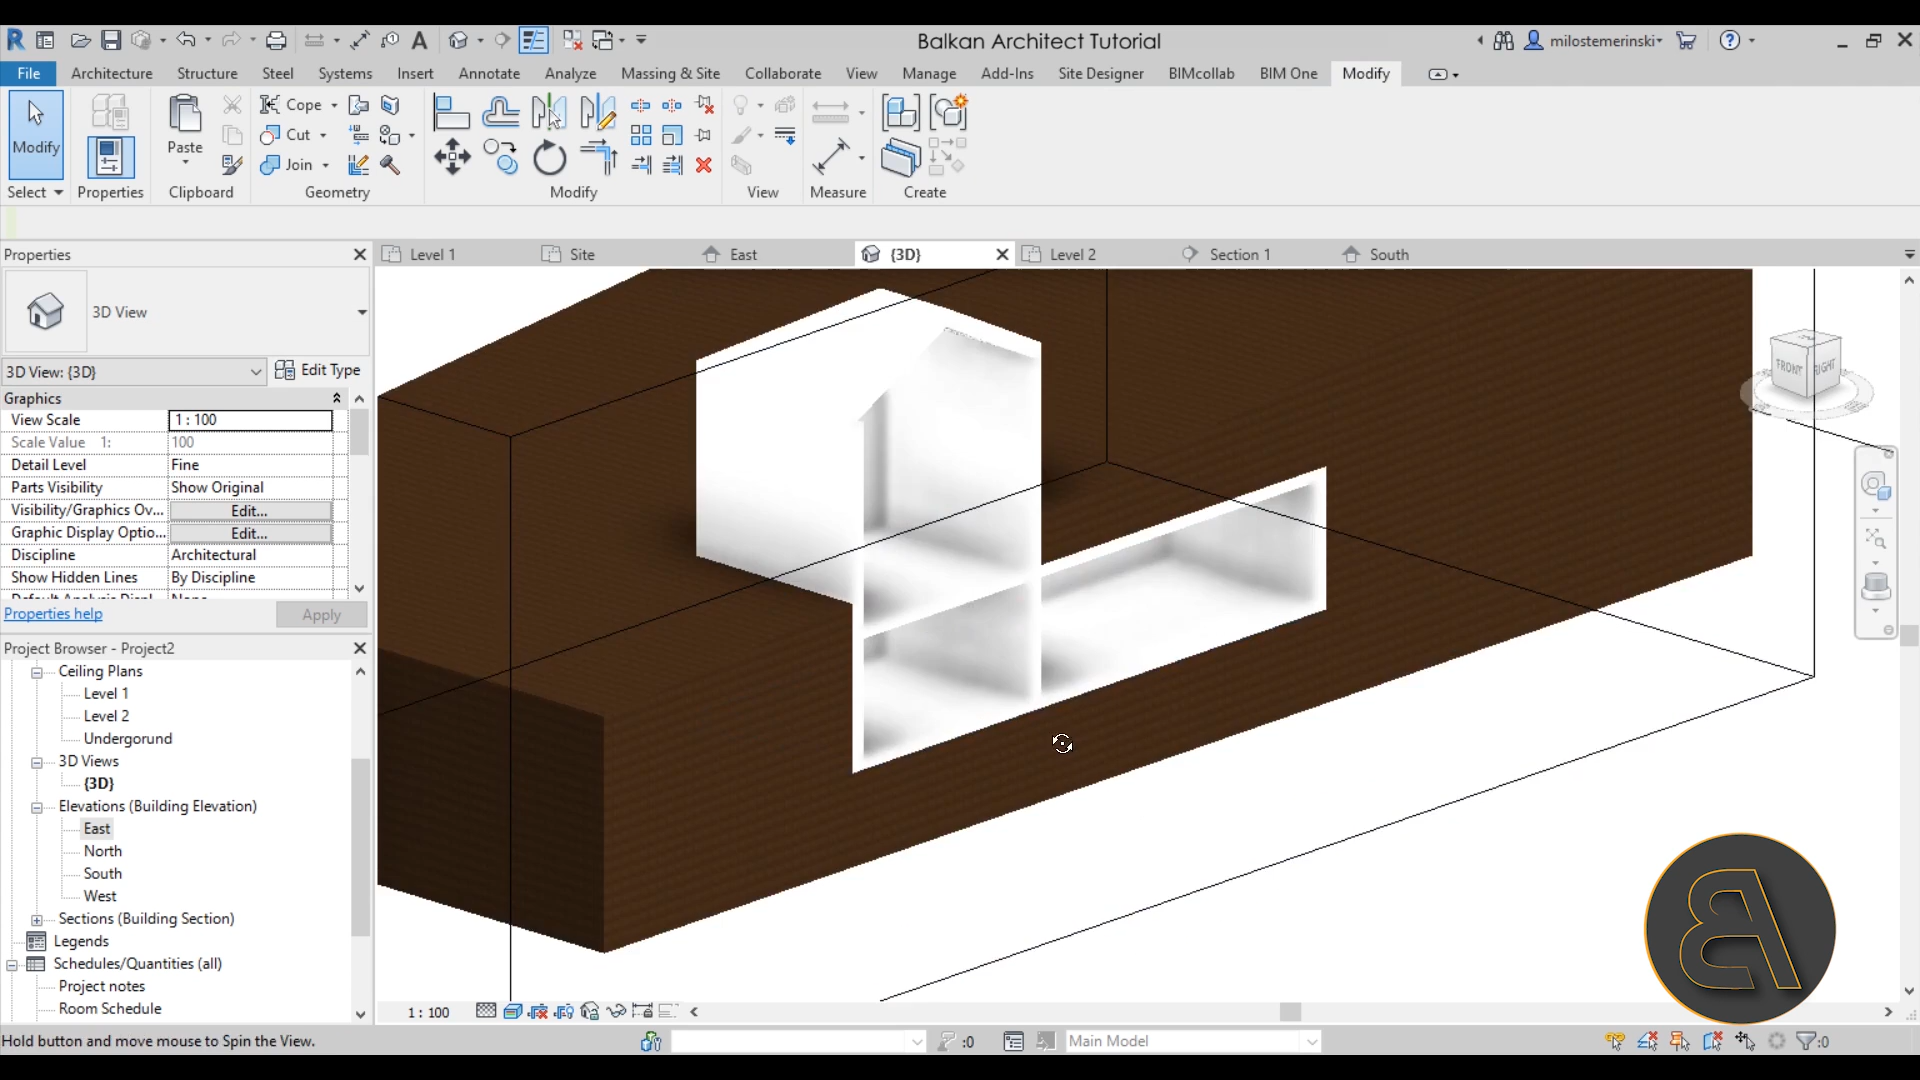 Balkan Architect Tutorial
milostemerinski
File Architecture Structure Steel Systems Insert Annotate Analyze Massing & Site Collaborate View Manage Add-Ins Site Designer BIMcollab BIM One Modify
Modify
Paste
Cope
Cut
Join
Select Properties Clipboard Geometry Modify View Measure Create
Properties
Level 1 Site East {3D} Level 2 Section 1 South
3D View
3D View: {3D} Edit Type
Graphics
View Scale 1 : 100
Scale Value 1: 100
Detail Level Fine
Parts Visibility Show Original
Visibility/Graphics Ov... Edit...
Graphic Display Optio... Edit...
Discipline Architectural
Show Hidden Lines By Discipline
Properties help Apply
Project Browser - Project2
Ceiling Plans
Level 1
Level 2
Undergorund
3D Views
{3D}
Elevations (Building Elevation)
East
North
South
West
Sections (Building Section)
Legends
Schedules/Quantities (all)
Project notes
Room Schedule
FRONT RIGHT
1 : 100
Hold button and move mouse to Spin the View. :0 Main Model :0